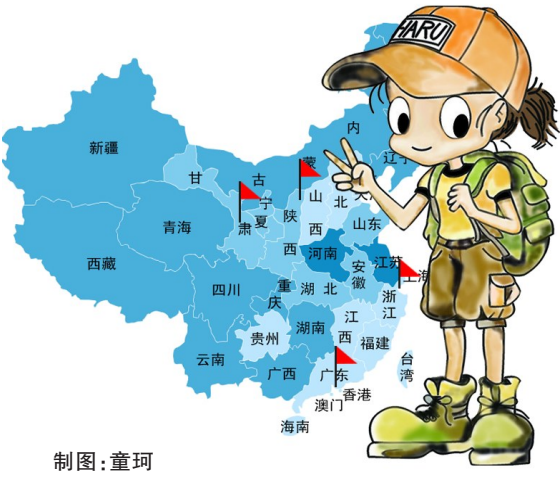 HARU
内
新疆
甘
古
蒙
辽宁
宁
山
北
青海
肃
夏
陕
西
山东
西
河南
江苏
西藏
安
徽
上海
四川
重
庆
湖 北
浙
江
湖南
江
西
贵州
福建
云南
广西
广东
台
湾
香港
澳门
海南
制图:童珂